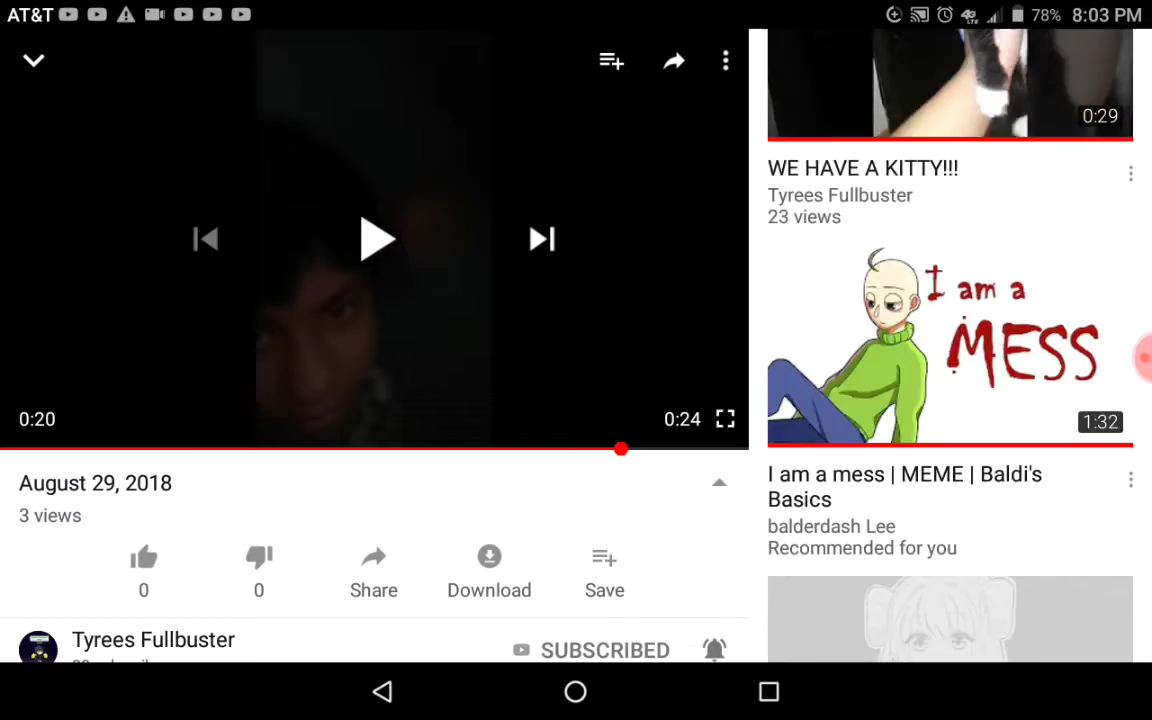 AT&T
78% 8:03 PM
0:20
0:24
August 29, 2018
3 views
0
0
Share
Download
Save
Tyrees Fullbuster
SUBSCRIBED
0:29
WE HAVE A KITTY!!!
Tyrees Fullbuster
23 views
I am a
MESS
1:32
I am a mess | MEME | Baldi's
Basics
balderdash Lee
Recommended for you